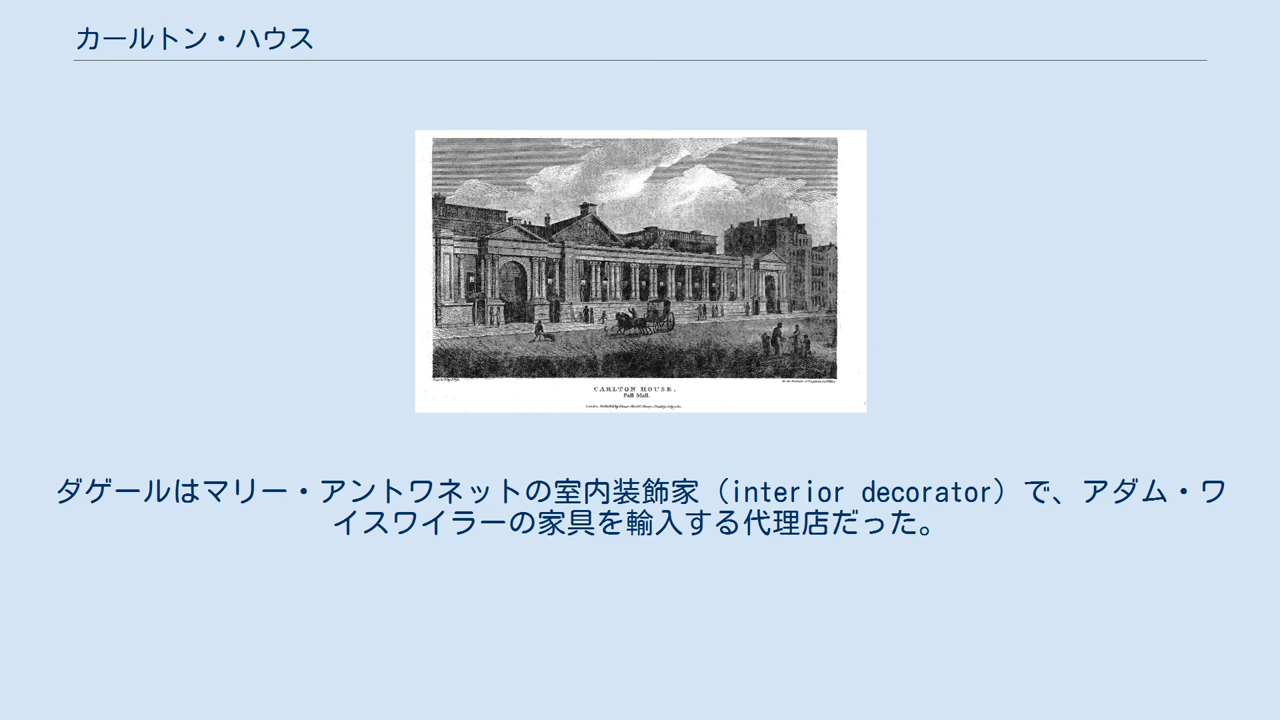 カールトン・ハウス
CARLTON HOUSE.
Pall Mall.
ダゲールはマリー・アントワネットの室内装飾家（interior decorator）で、アダム・ワ
イスワイラーの家具を輸入する代理店だった。